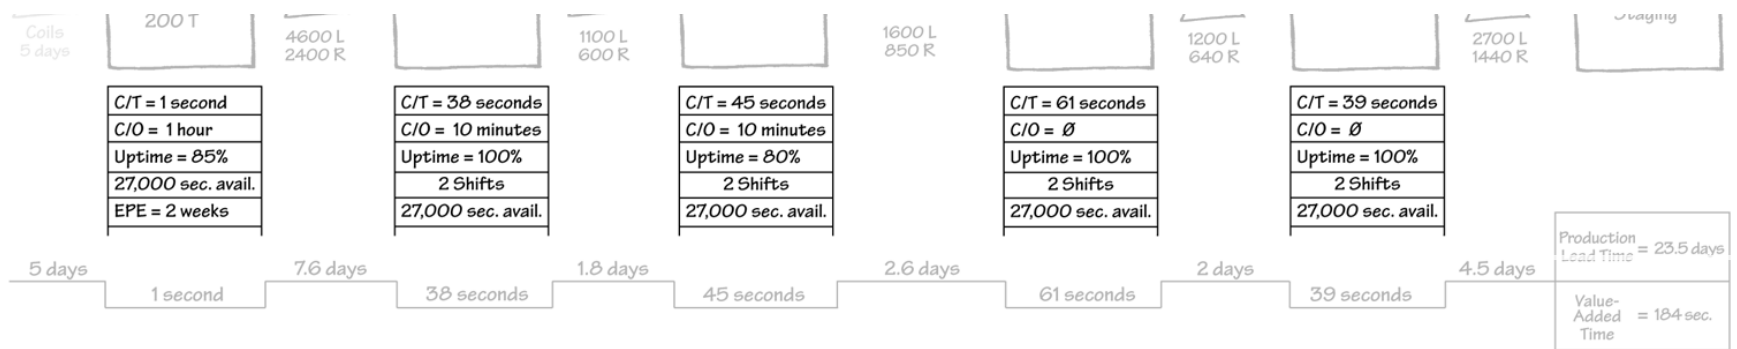 Coils
5 days
200 T
4600 L
2400 R
1100 L
600 R
1600 L
850 R
1200 L
640 R
2700 L
1440 R
Staging
C/T = 1 second
C/O = 1 hour
Uptime = 85%
27,000 sec. avail.
EPE = 2 weeks
C/T = 38 seconds
C/O = 10 minutes
Uptime = 100%
2 Shifts
27,000 sec. avail.
C/T = 45 seconds
C/O = 10 minutes
Uptime = 80%
2 Shifts
27,000 sec. avail.
C/T = 61 seconds
C/O = Ø
Uptime = 100%
2 Shifts
27,000 sec. avail.
C/T = 39 seconds
C/O = Ø
Uptime = 100%
2 Shifts
27,000 sec. avail.
5 days
1 second
7.6 days
38 seconds
1.8 days
45 seconds
2.6 days
61 seconds
2 days
39 seconds
4.5 days
Production
Lead Time = 23.5 days
Value-
Added = 184 sec.
Time